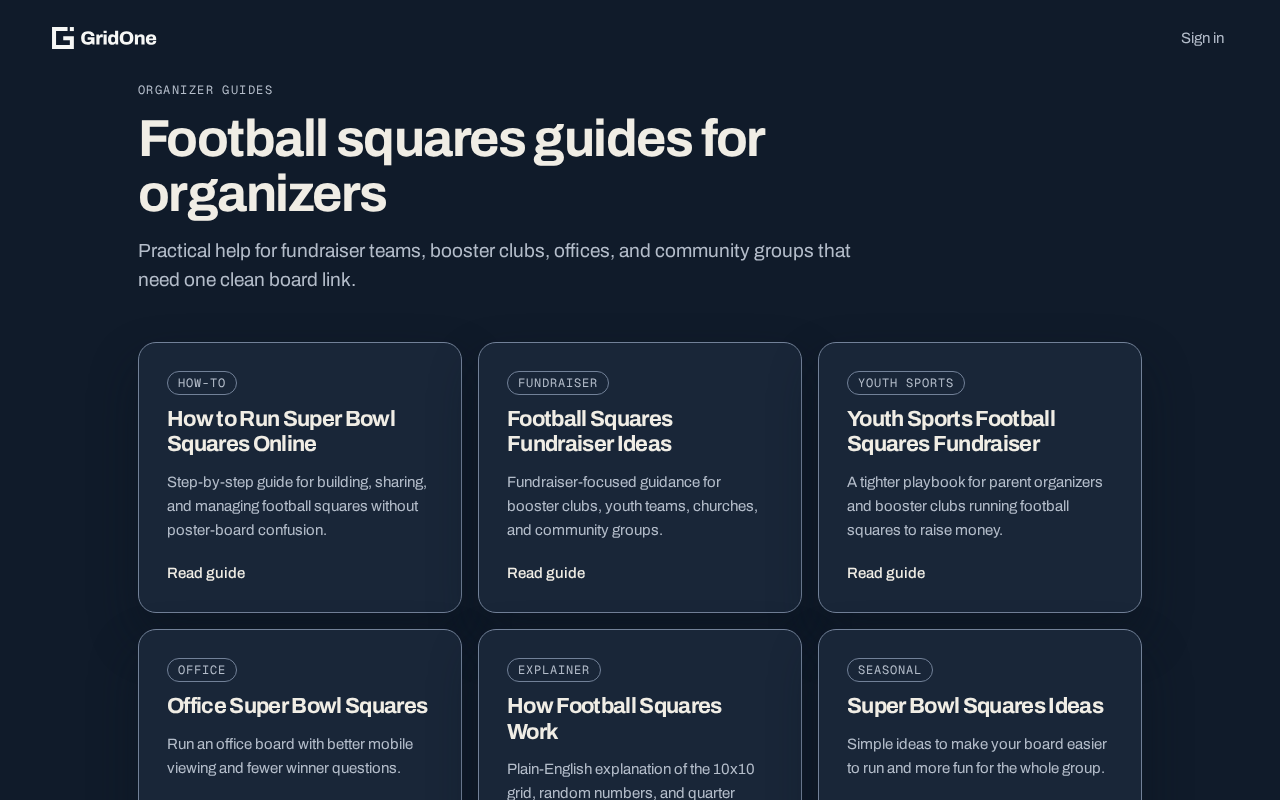 GridOne
Sign in
ORGANIZER GUIDES
Football squares guides for
organizers
Practical help for fundraiser teams, booster clubs, offices, and community groups that
need one clean board link.
HOW-TO
How to Run Super Bowl
Squares Online
Step-by-step guide for building, sharing,
and managing football squares without
poster-board confusion.
Read guide
FUNDRAISER
Football Squares
Fundraiser Ideas
Fundraiser-focused guidance for
booster clubs, youth teams, churches,
and community groups.
Read guide
YOUTH SPORTS
Youth Sports Football
Squares Fundraiser
A tighter playbook for parent organizers
and booster clubs running football
squares to raise money.
Read guide
OFFICE
Office Super Bowl Squares
Run an office board with better mobile
viewing and fewer winner questions.
EXPLAINER
How Football Squares
Work
Plain-English explanation of the 10x10
grid, random numbers, and quarter
SEASONAL
Super Bowl Squares Ideas
Simple ideas to make your board easier
to run and more fun for the whole group.